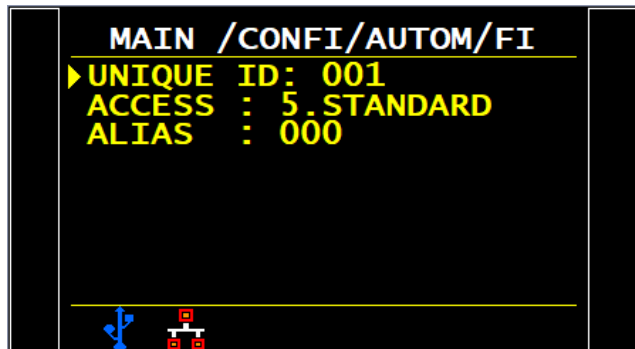 MAIN /CONFI/AUTOM/FI
UNIQUE ID: 001
ACCESS : 5.STANDARD
ALIAS  : 000